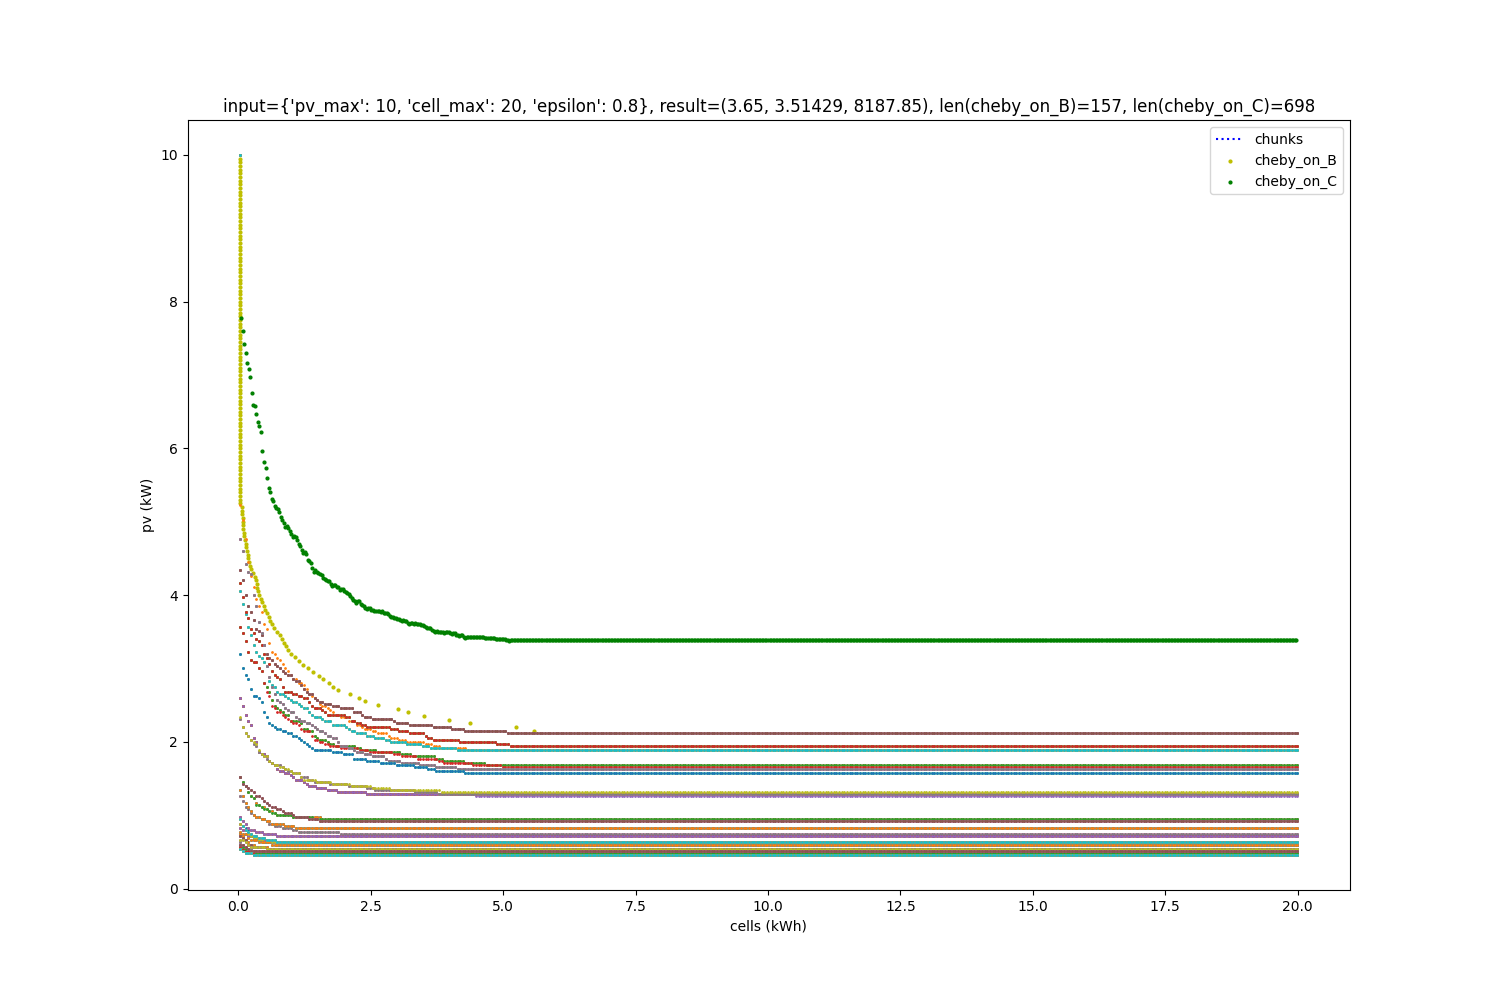 input={'pv_max': 10, 'cell_max': 20, 'epsilon': 0.8}, result=(3.65, 3.51429, 8187.85), len(cheby_on_B)=157, len(cheby_on_C)=698
chunks
cheby_on_B
cheby_on_C
10
8
6
4
2
0
pv (kW)
0.0 2.5 5.0 7.5 10.0 12.5 15.0 17.5 20.0
cells (kWh)